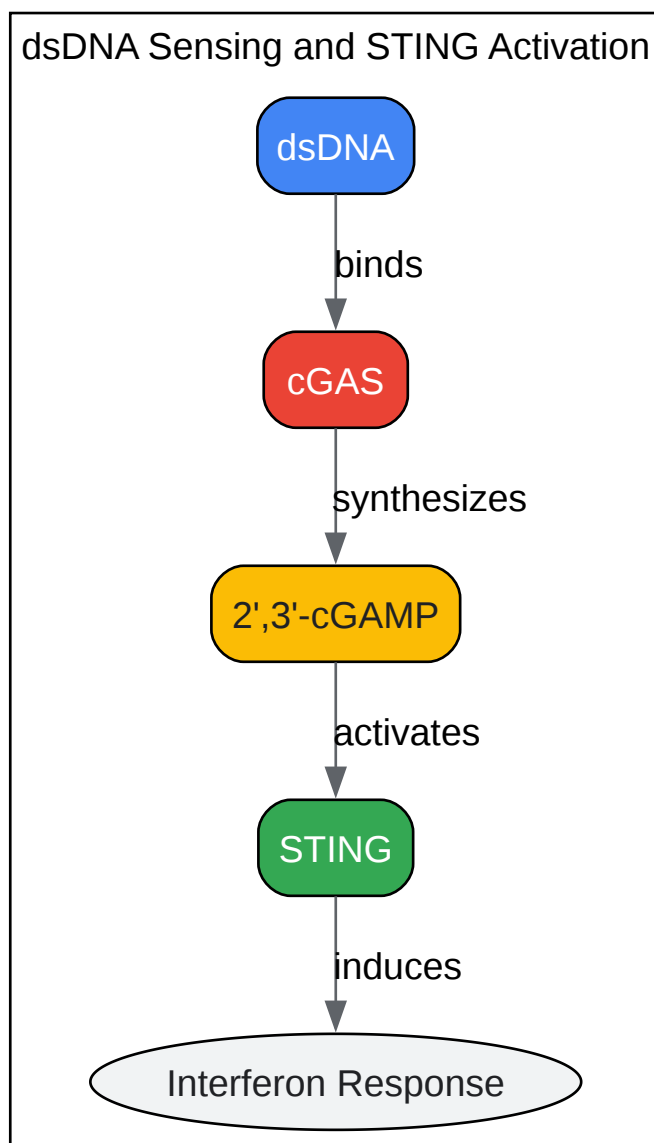 dsDNA Sensing and STING Activation
dsDNA
binds
cGAS
synthesizes
2',3'-cGAMP
activates
STING
induces
Interferon Response